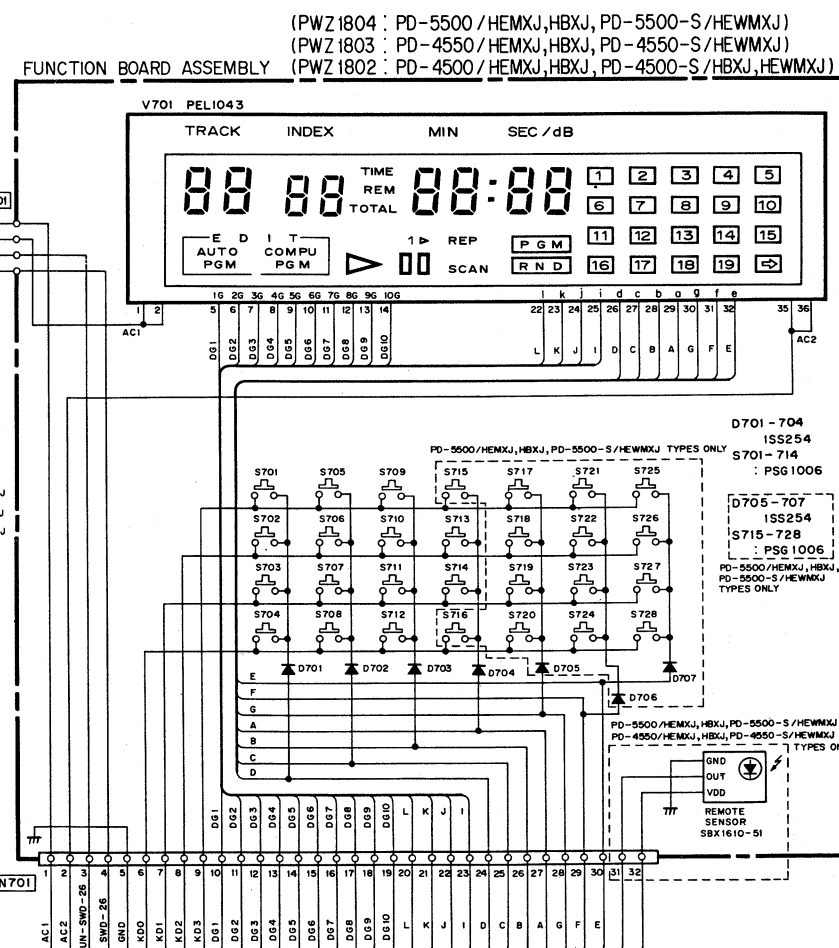 (PWZ1804 : PD-5500/HEMXJ,HBXJ, PD-5500-S/HEWMXJ)
(PWZ1803 : PD-4550/HEMXJ,HBXJ, PD-4550-S/HEWMXJ)
FUNCTION BOARD ASSEMBLY (PWZ1802 : PD-4500/HEMXJ,HBXJ, PD-4500-S/HBXJ,HEWMXJ)
V701 PEL1043
TRACK INDEX MIN SEC/dB
88 88 TIME REM TOTAL 88:88
1 2 3 4 5
6 7 8 9 10
11 12 13 14 15
16 17 18 19
EDIT
AUTO PGM COMPU PGM
1 REP
SCAN
PGM
RND
1G 2G 3G 4G 5G 6G 7G 8G 9G 10G l k j i d c b a g f e
1 2 5 6 7 8 9 10 11 12 13 14 22 23 24 25 26 27 28 29 30 31 32 35 36
AC1 AC2
DG1 DG2 DG3 DG4 DG5 DG6 DG7 DG8 DG9 DG10 L K J I D C B A G F E
D701-704
1SS254
S701-714
: PSG1006
PD-5500/HEMXJ,HBXJ, PD-5500-S/HEWMXJ TYPES ONLY
S701 S705 S709 S715 S717 S721 S725
S702 S706 S710 S713 S718 S722 S726
S703 S707 S711 S714 S719 S723 S727
S704 S708 S712 S716 S720 S724 S728
D705-707
1SS254
S715-728
: PSG1006
PD-5500/HEMXJ, HBXJ,
PD-5500-S/HEWMXJ
TYPES ONLY
D701 D702 D703 D704 D705 D706 D707
E
F
G
A
B
C
D
PD-5500/HEMXJ, HBXJ, PD-5500-S/HEWMXJ
PD-4550/HEMXJ, HBXJ, PD-4550-S/HEWMXJ
GND
OUT
VDD
REMOTE
SENSOR
SBX1610-51
DG1 DG2 DG3 DG4 DG5 DG6 DG7 DG8 DG9 DG10 L K J I
1 2 3 4 5 6 7 8 9 10 11 12 13 14 15 16 17 18 19 20 21 22 23 24 25 26 27 28 29 30 31 32
N701
AC1 AC2 UN-SWD-26 SWD-26 GND KD0 KD1 KD2 KD3 DG1 DG2 DG3 DG4 DG5 DG6 DG7 DG8 DG9 DG10 L K J I D C B A G F E